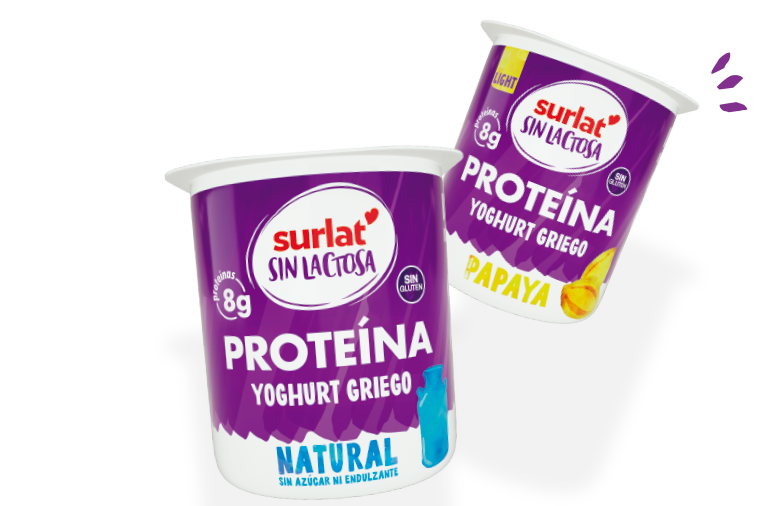 surlat
SIN LACTOSA
proteínas
8g
SIN
GLUTEN
PROTEÍNA
YOGHURT GRIEGO
NATURAL
SIN AZÚCAR NI ENDULZANTE
LIGHT
surlat
SIN LACTOSA
proteínas
8g
SIN
GLUTEN
PROTEÍNA
YOGHURT GRIEGO
PAPAYA